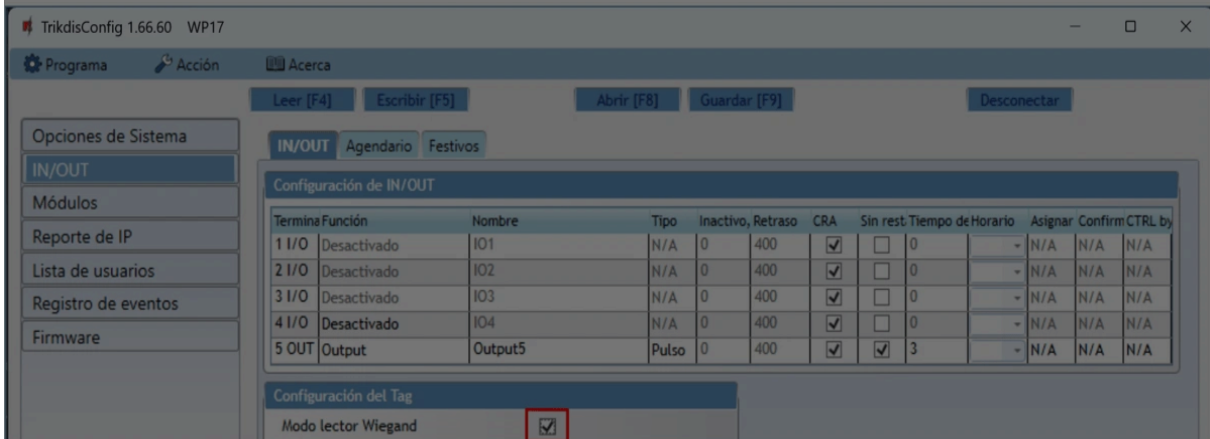 TrikdisConfig 1.66.60 WP17
Programa Acción Acerca
Leer [F4] Escribir [F5] Abrir [F8] Guardar [F9] Desconectar
Opciones de Sistema
IN/OUT
Módulos
Reporte de IP
Lista de usuarios
Registro de eventos
Firmware
IN/OUT Agendario Festivos
Configuración de IN/OUT
Termina Función Nombre Tipo Inactivo, Retraso CRA Sin rest. Tiempo de Horario Asignar Confirm CTRL by
1 I/O Desactivado IO1 N/A 0 400 0 N/A N/A N/A
2 I/O Desactivado IO2 N/A 0 400 0 N/A N/A N/A
3 I/O Desactivado IO3 N/A 0 400 0 N/A N/A N/A
4 I/O Desactivado IO4 N/A 0 400 0 N/A N/A N/A
5 OUT Output Output5 Pulso 0 400 3 N/A N/A N/A
Configuración del Tag
Modo lector Wiegand